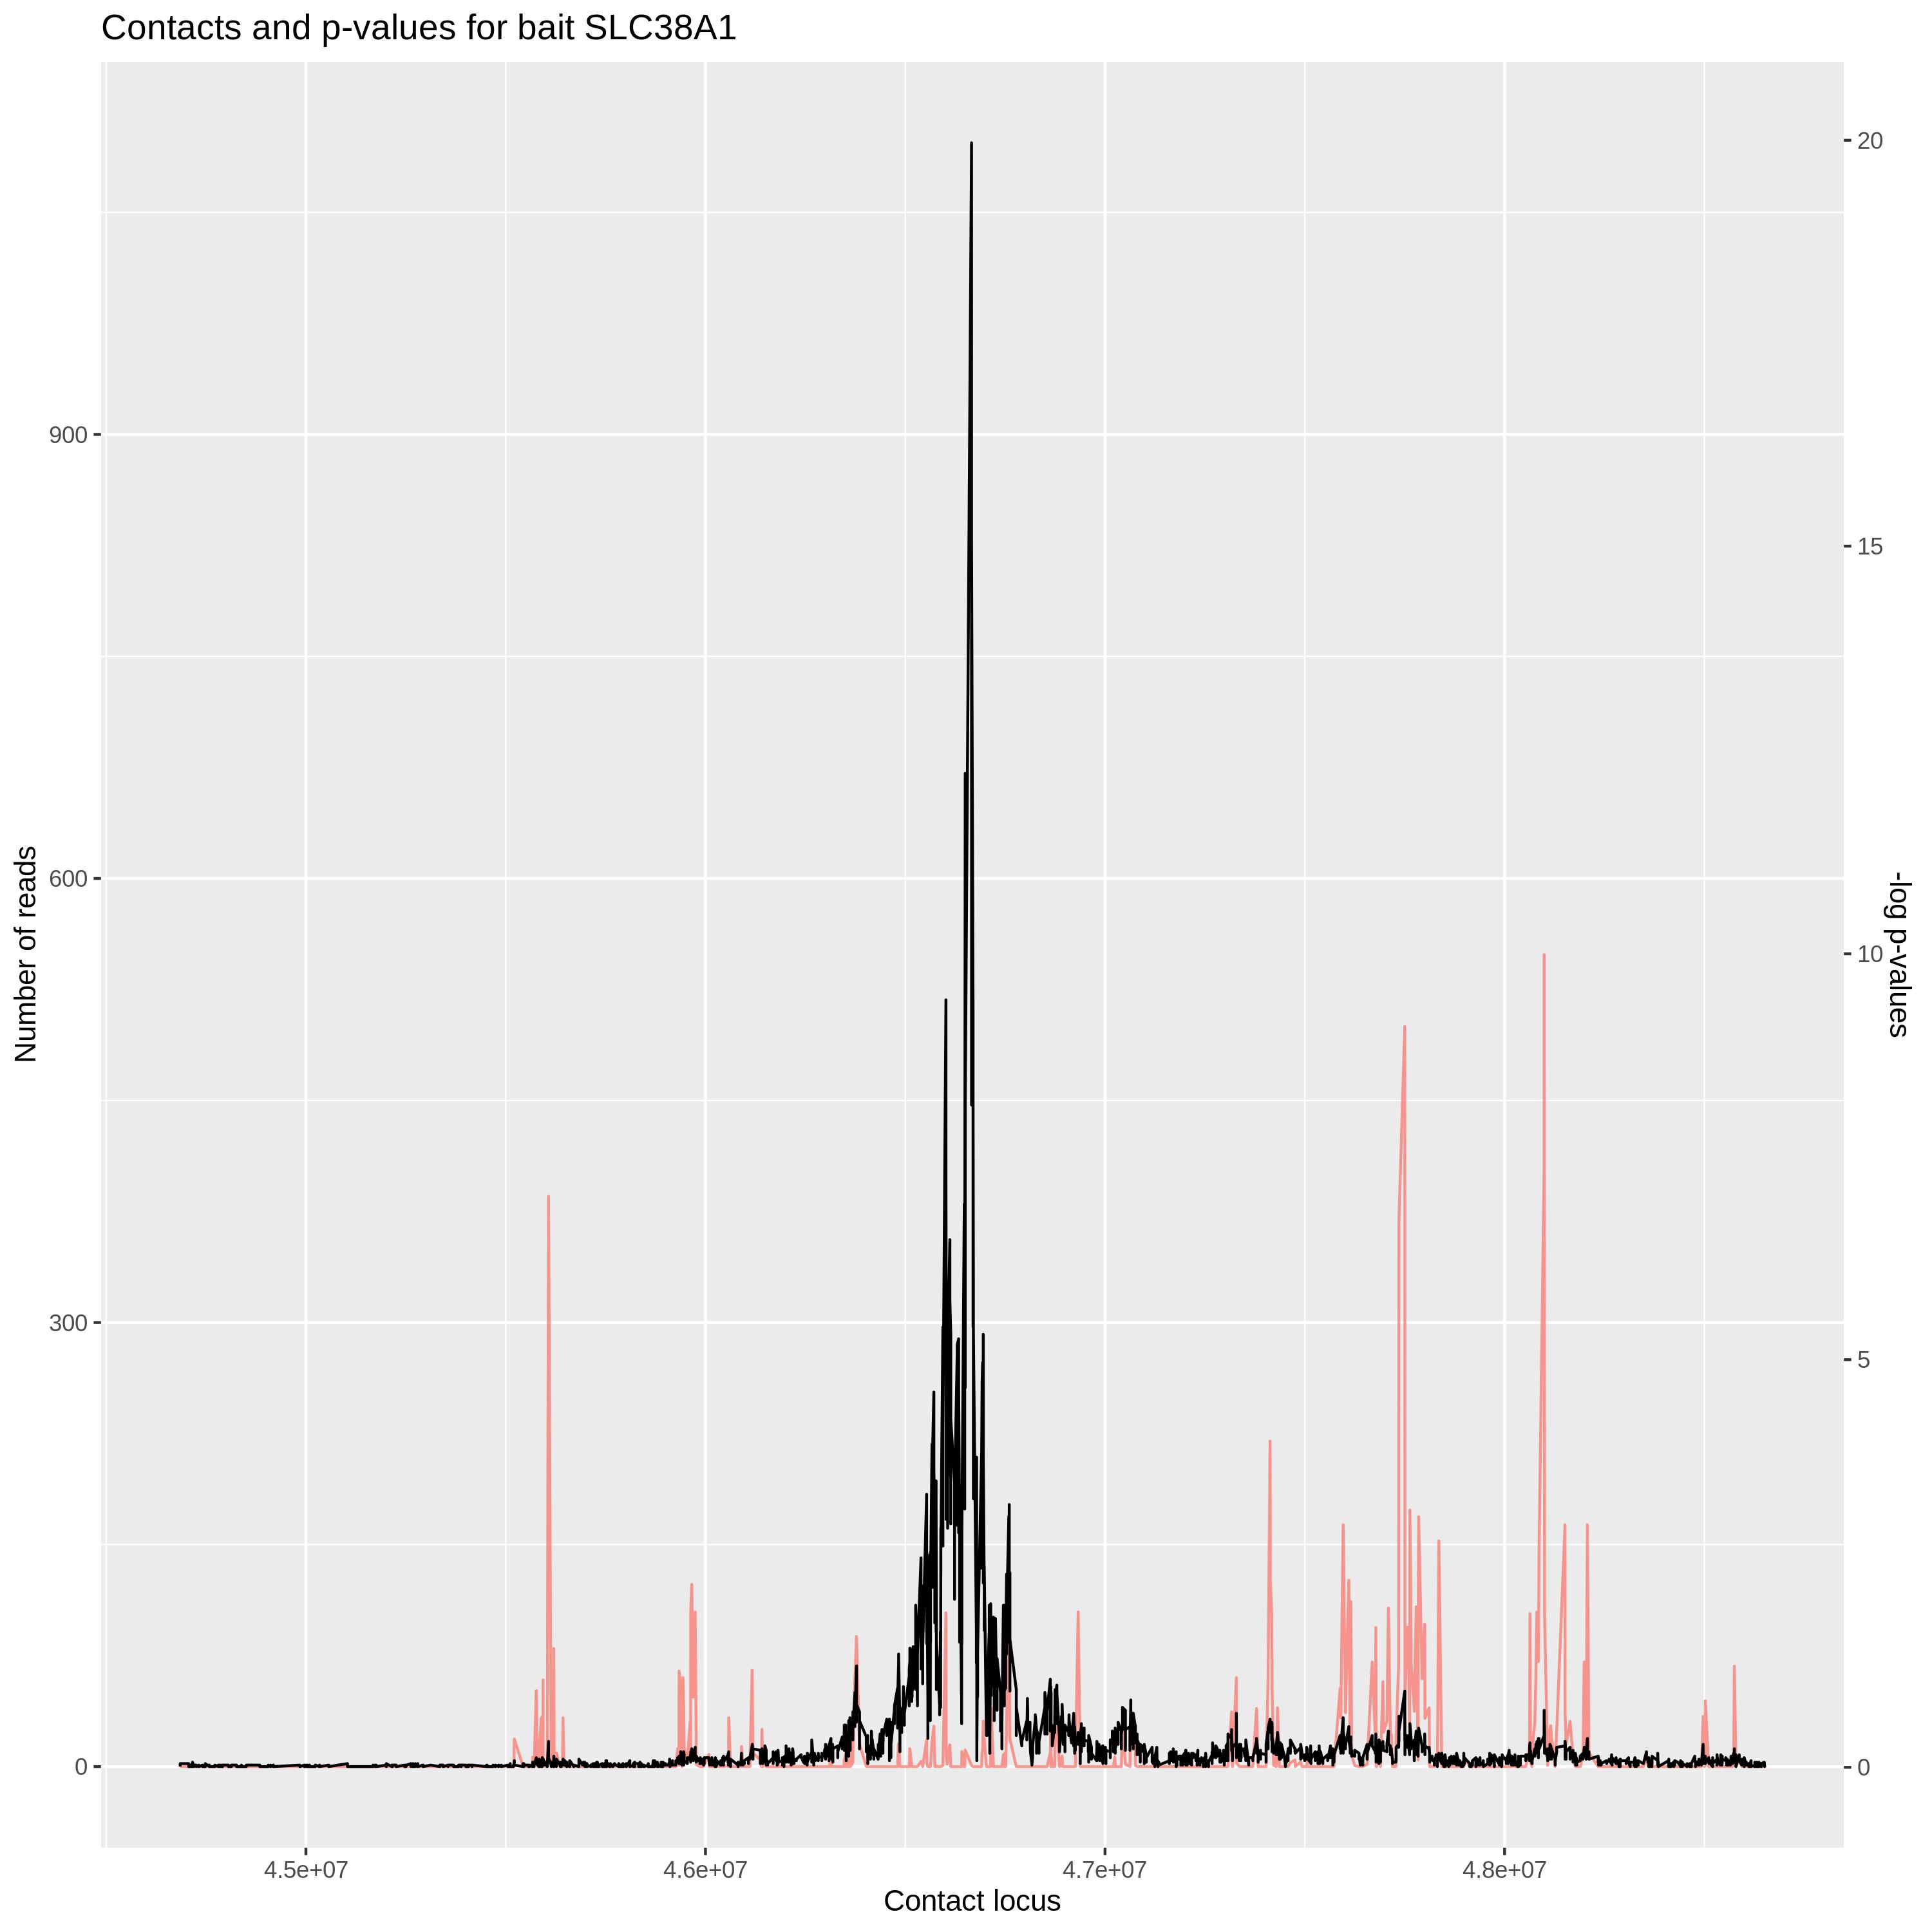 Contacts and p-values for bait SLC38A1
Number of reads
900
600
300
0
20
15
10
5
0
-log p-values
4.5e+07
4.6e+07
4.7e+07
4.8e+07
Contact locus